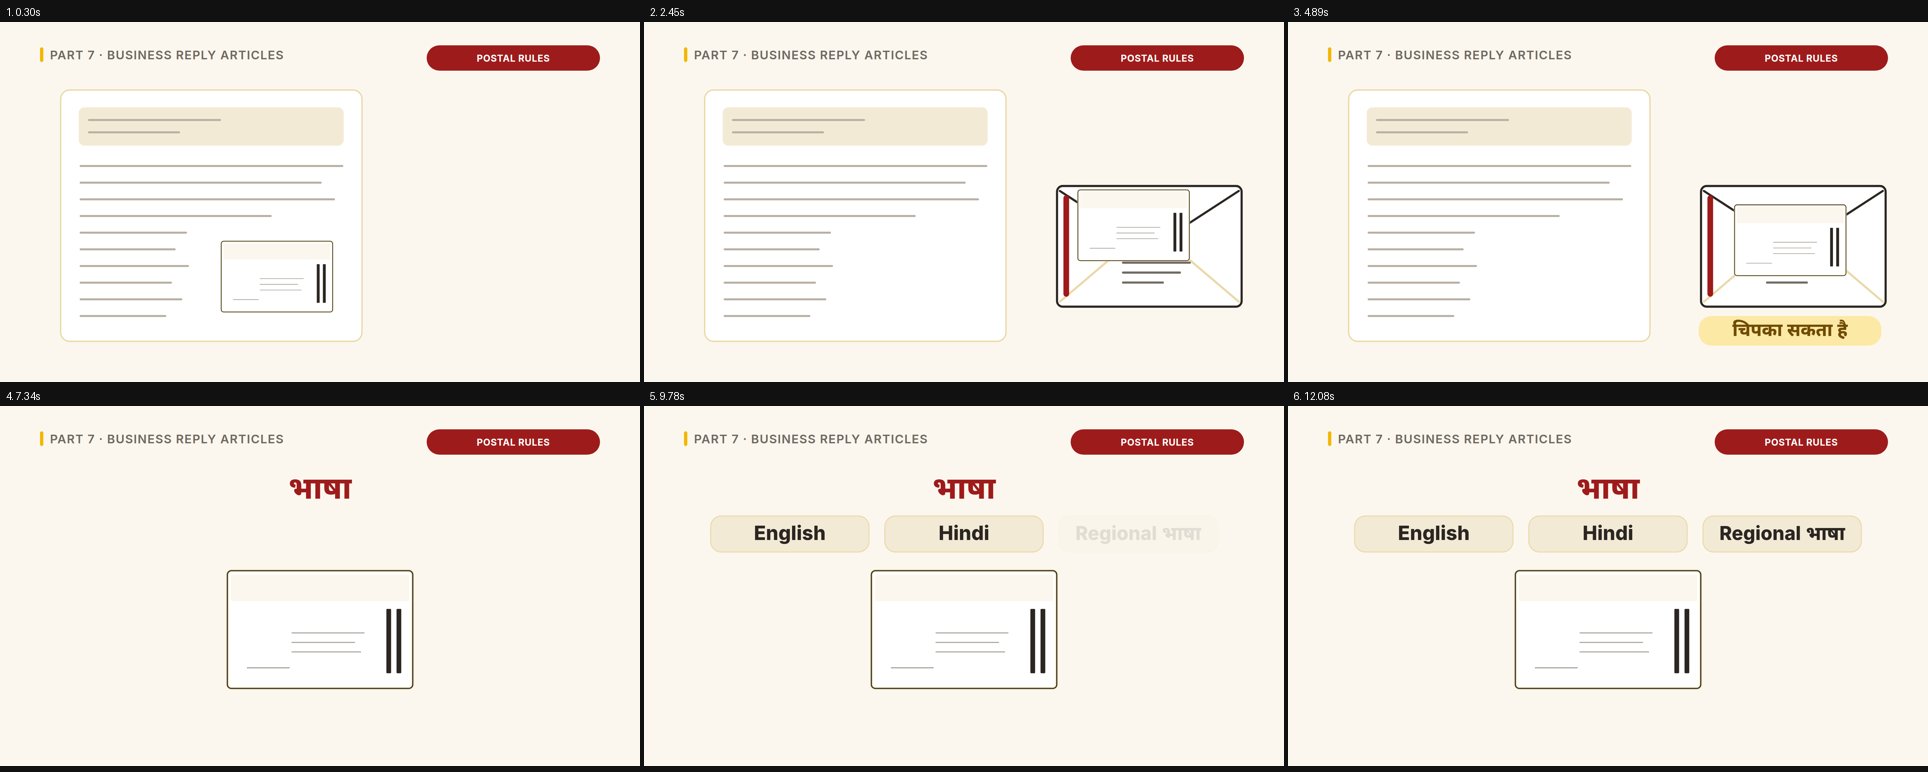 1. 0.30s
PART 7 · BUSINESS REPLY ARTICLES
POSTAL RULES
2. 2.45s
PART 7 · BUSINESS REPLY ARTICLES
POSTAL RULES
3. 4.89s
PART 7 · BUSINESS REPLY ARTICLES
POSTAL RULES
चिपका सकता है
4. 7.34s
PART 7 · BUSINESS REPLY ARTICLES
POSTAL RULES
भाषा
5. 9.78s
PART 7 · BUSINESS REPLY ARTICLES
POSTAL RULES
भाषा
English
Hindi
Regional भाषा
6. 12.08s
PART 7 · BUSINESS REPLY ARTICLES
POSTAL RULES
भाषा
English
Hindi
Regional भाषा